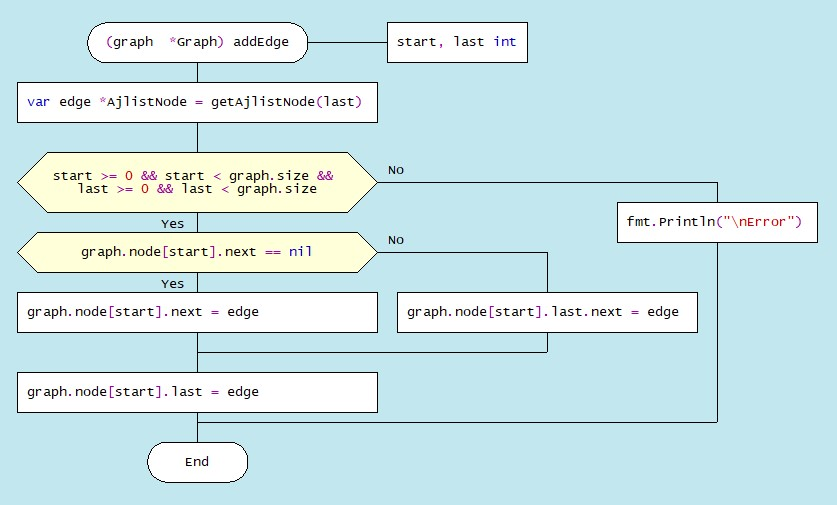 (graph  *Graph) addEdge
start, last int
var edge *AjlistNode = getAjlistNode(last)
start >= 0 && start < graph.size &&
last >= 0 && last < graph.size
No
fmt.Println("\nError")
Yes
graph.node[start].next == nil
No
Yes
graph.node[start].next = edge
graph.node[start].last.next = edge
graph.node[start].last = edge
End